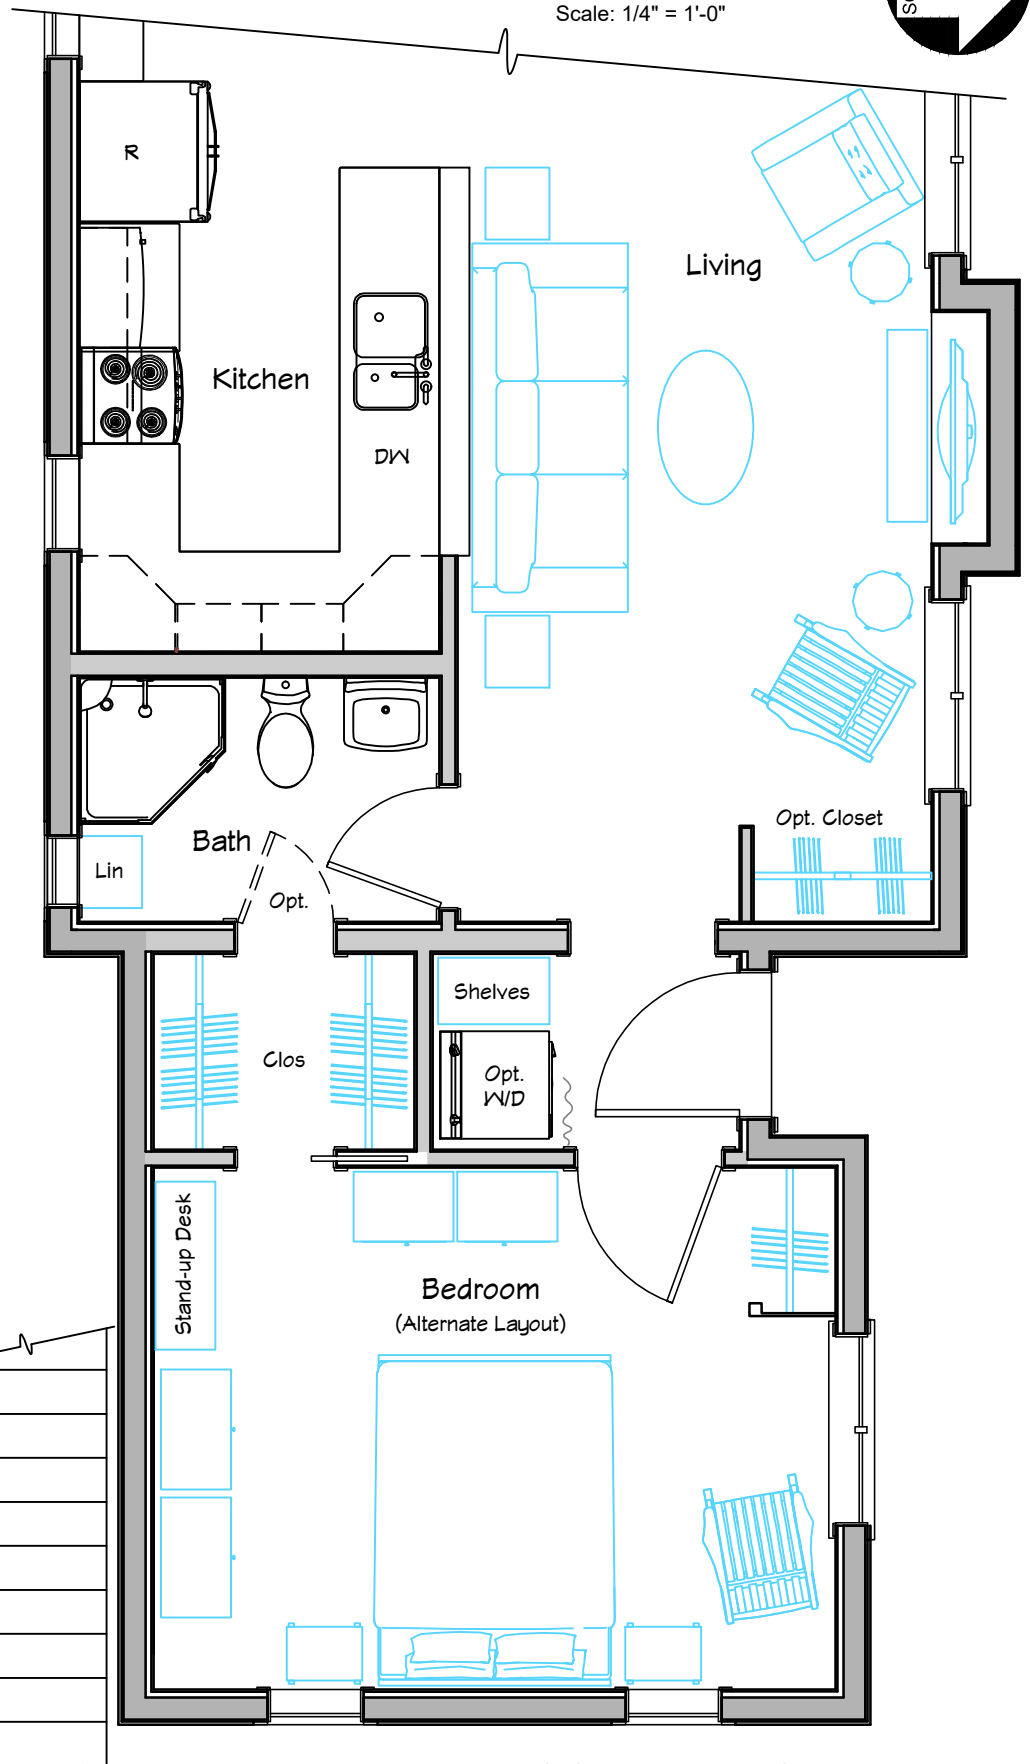 Scale: 1/4" = 1'-0"
R
Living
Kitchen
DW
Opt. Closet
Bath
Lin
Opt.
Shelves
Clos
Opt.
W/D
Stand-up Desk
Bedroom
(Alternate Layout)